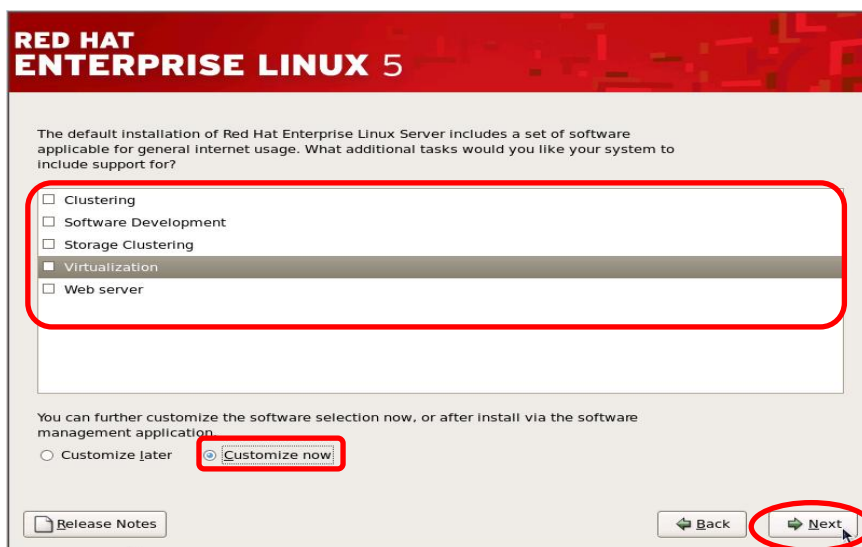 RED HAT
ENTERPRISE LINUX 5
The default installation of Red Hat Enterprise Linux Server includes a set of software
applicable for general internet usage. What additional tasks would you like your system to
include support for?
Clustering
Software Development
Storage Clustering
Virtualization
Web server
You can further customize the software selection now, or after install via the software
management application.
Customize later Customize now
Release Notes Back Next